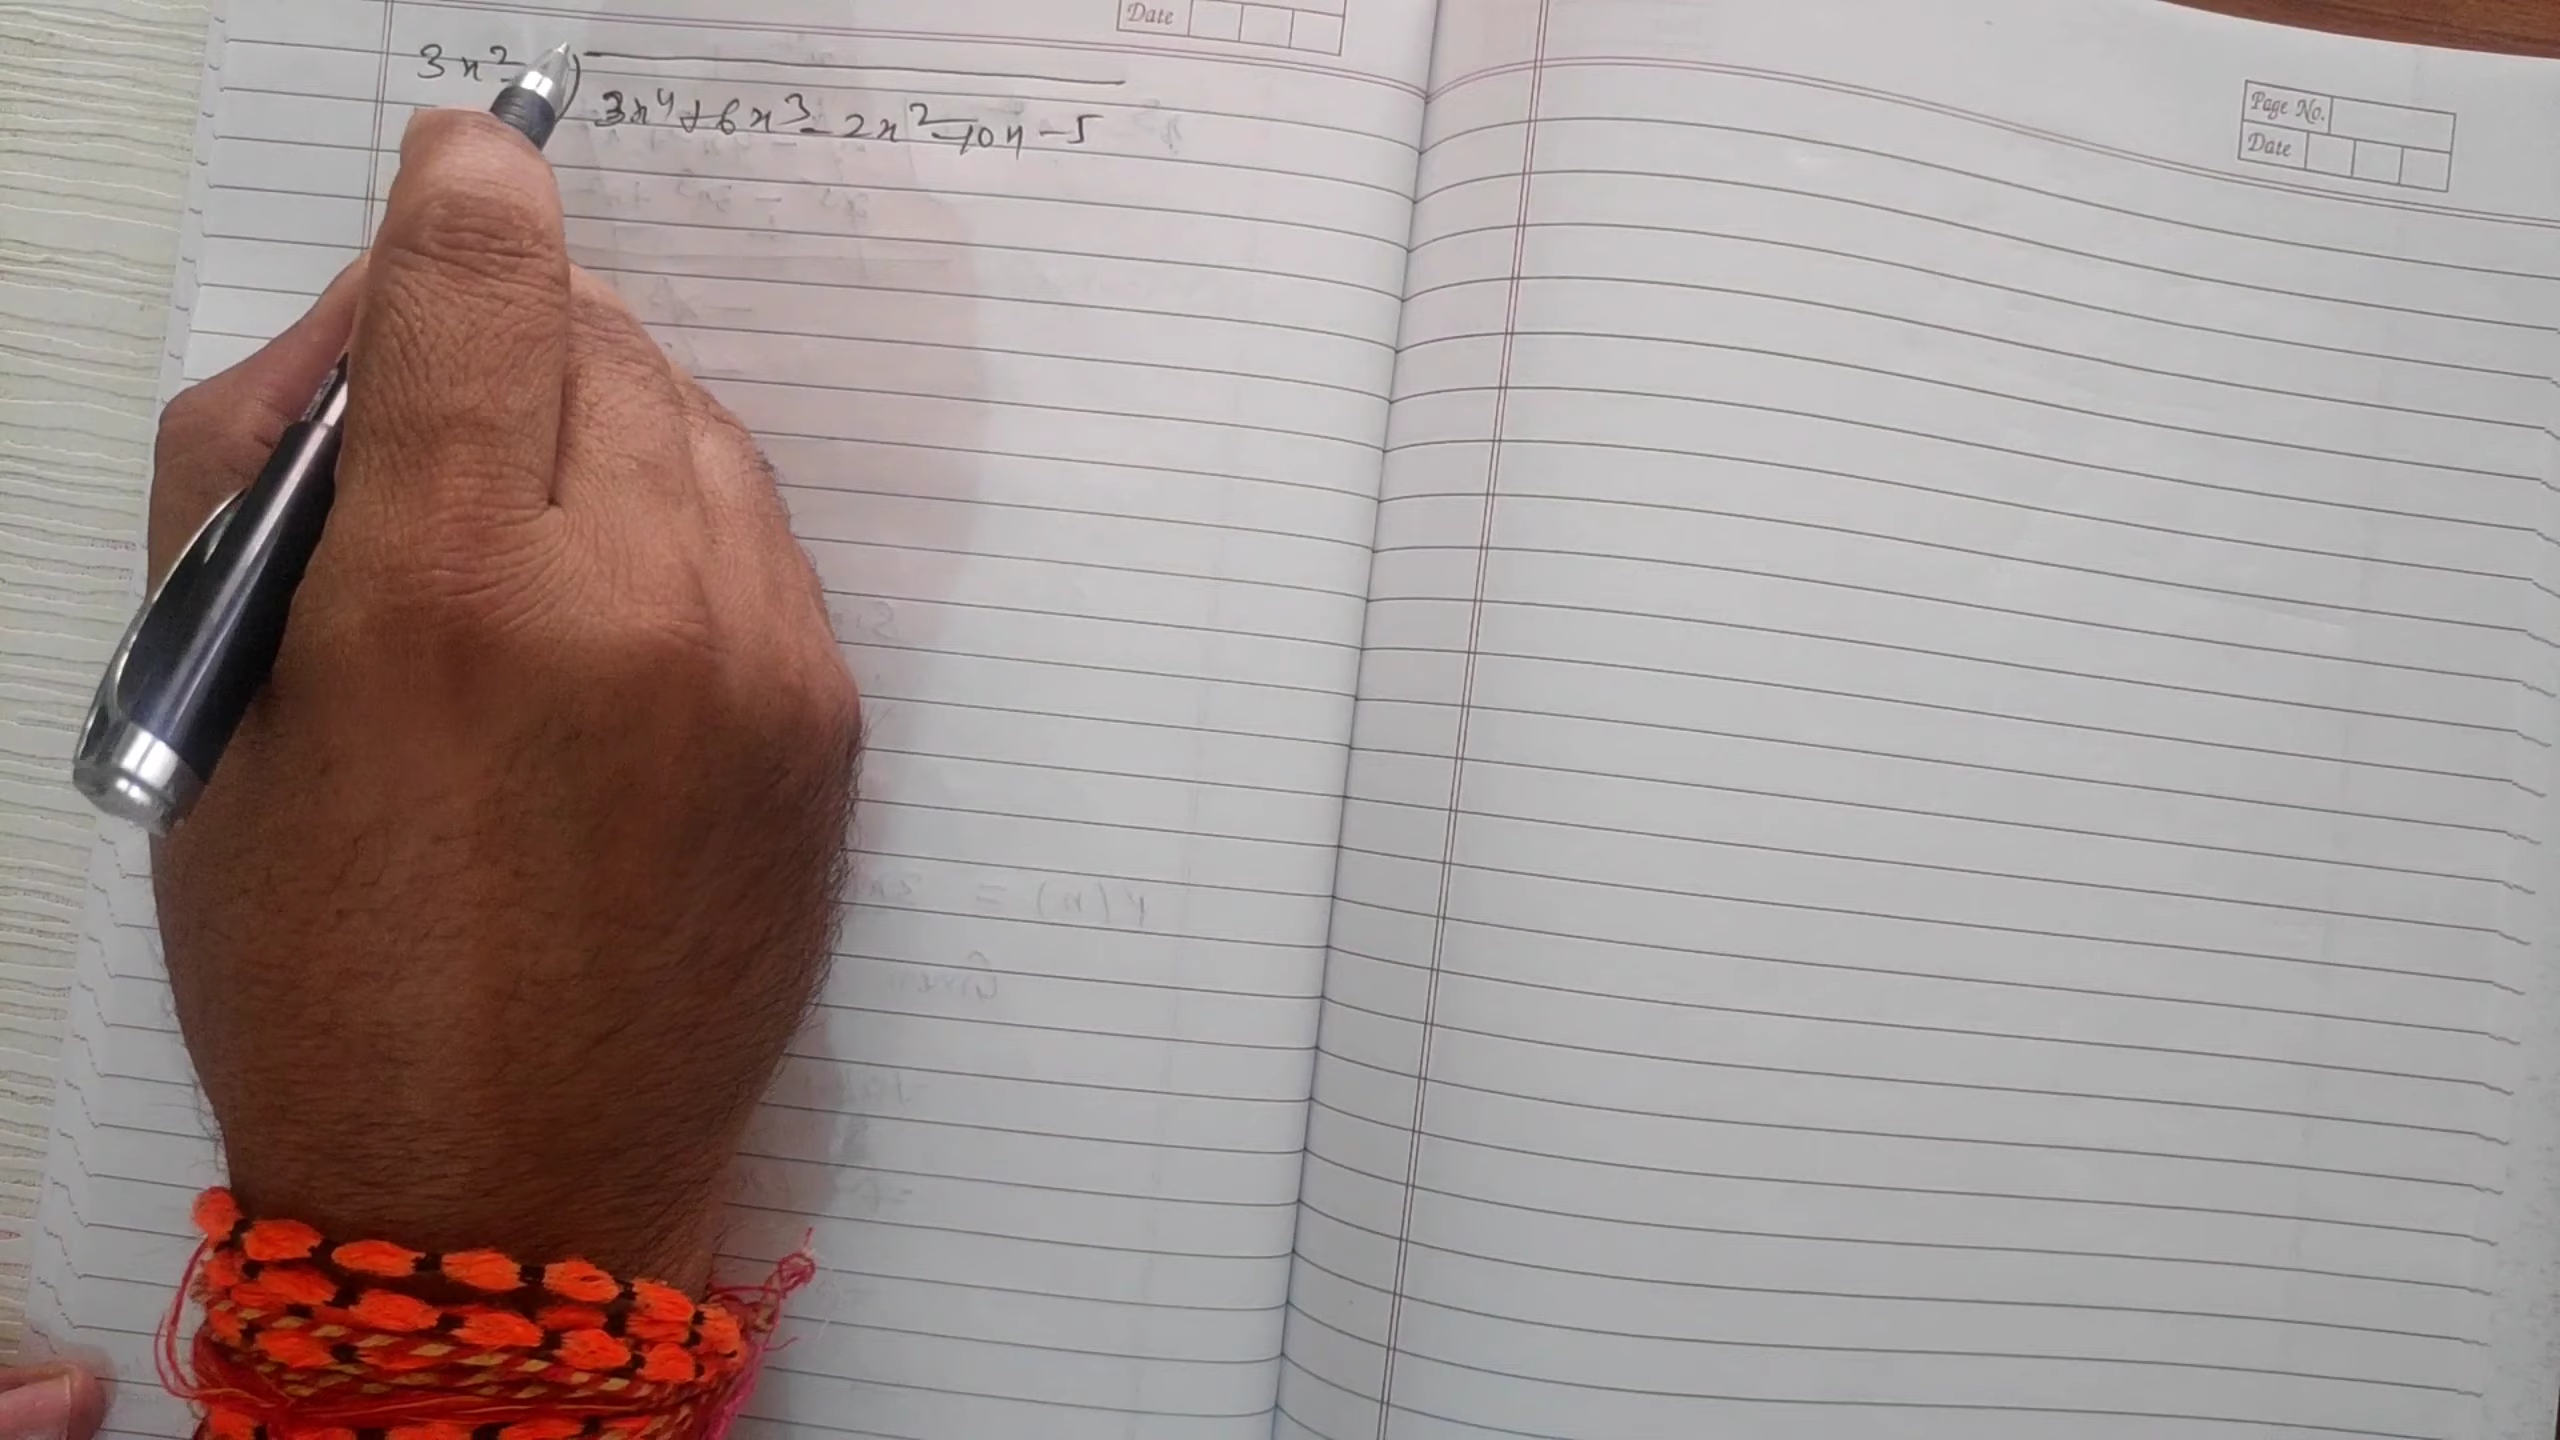 Date
3x² - ) 3x⁴ + 6x³ - 2x² - 10x - 5
Page No.
Date